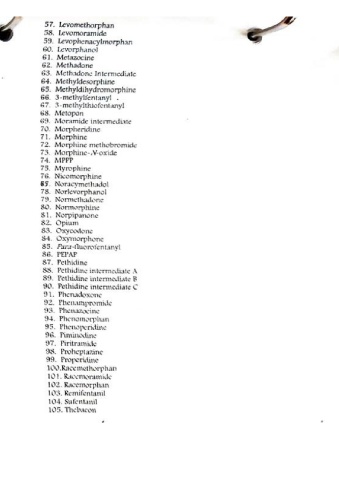 57. Levomethorphan
58. Levomoramide
59. Levophenacylmorphan
60. Levorphanol
61. Metazocine
62. Methadone
63. Methadone Intermediate
64. Methyldesorphine
65. Methyldihydromorphine
66. 3-methylfentanyl .
67. 3-methylthiofentanyl
68. Metopon
69. Moramide intermediate
70. Morpheridine
71. Morphine
72. Morphine methobromide
73. Morphine-N-oxide
74. MPPP
75. Myrophine
76. Nicomorphine
67. Noracymethadol
78. Norlevorphanol
79. Normethadone
80. Normorphine
81. Norpipanone
82. Opium
83. Oxycodone
84. Oxymorphone
85. Para-fluorofentanyl
86. PEPAP
87. Pethidine
88. Pethidine intermediate A
89. Pethidine intermediate B
90. Pethidine intermediate C
91. Phenadoxone
92. Phenampromide
93. Phenazocine
94. Phenomorphan
95. Phenoperidine
96. Piminodine
97. Piritramide
98. Proheptazine
99. Properidine
100.Racemethorphan
101. Racemoramide
102. Racemorphan
103. Remifentanil
104. Sufentanil
105. Thebacon